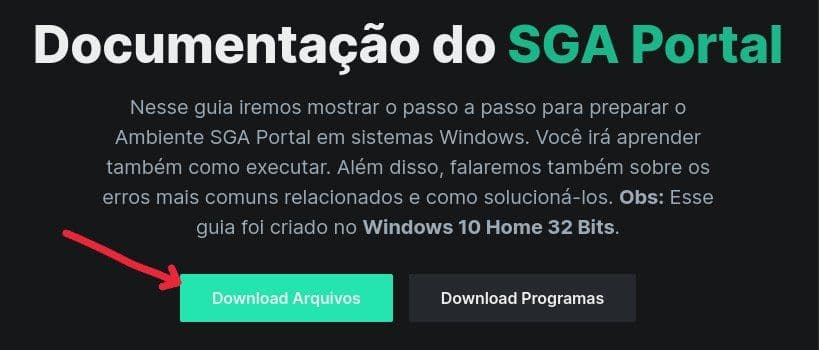 Documentação do SGA Portal
Nesse guia iremos mostrar o passo a passo para preparar o
Ambiente SGA Portal em sistemas Windows. Você irá aprender
também como executar. Além disso, falaremos também sobre os
erros mais comuns relacionados e como solucioná-los. Obs: Esse
guia foi criado no Windows 10 Home 32 Bits.
Download Arquivos
Download Programas